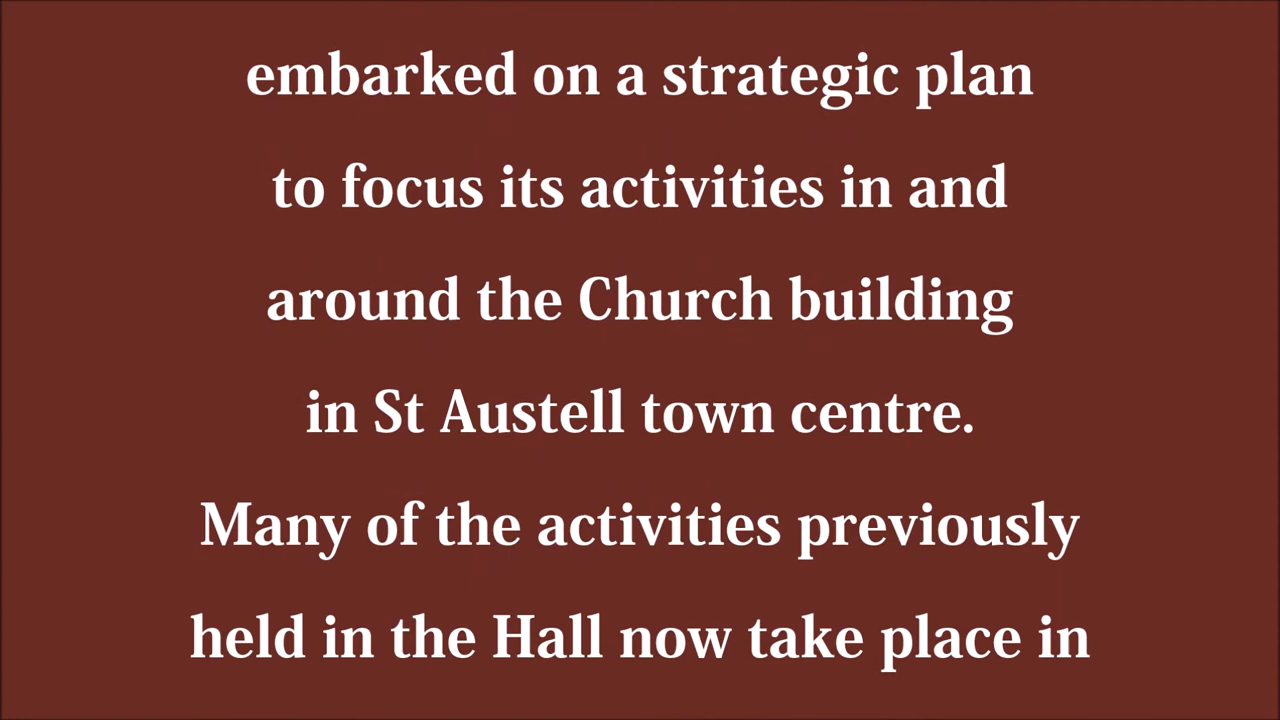 embarked on a strategic plan
to focus its activities in and
around the Church building
in St Austell town centre.
Many of the activities previously
held in the Hall now take place in